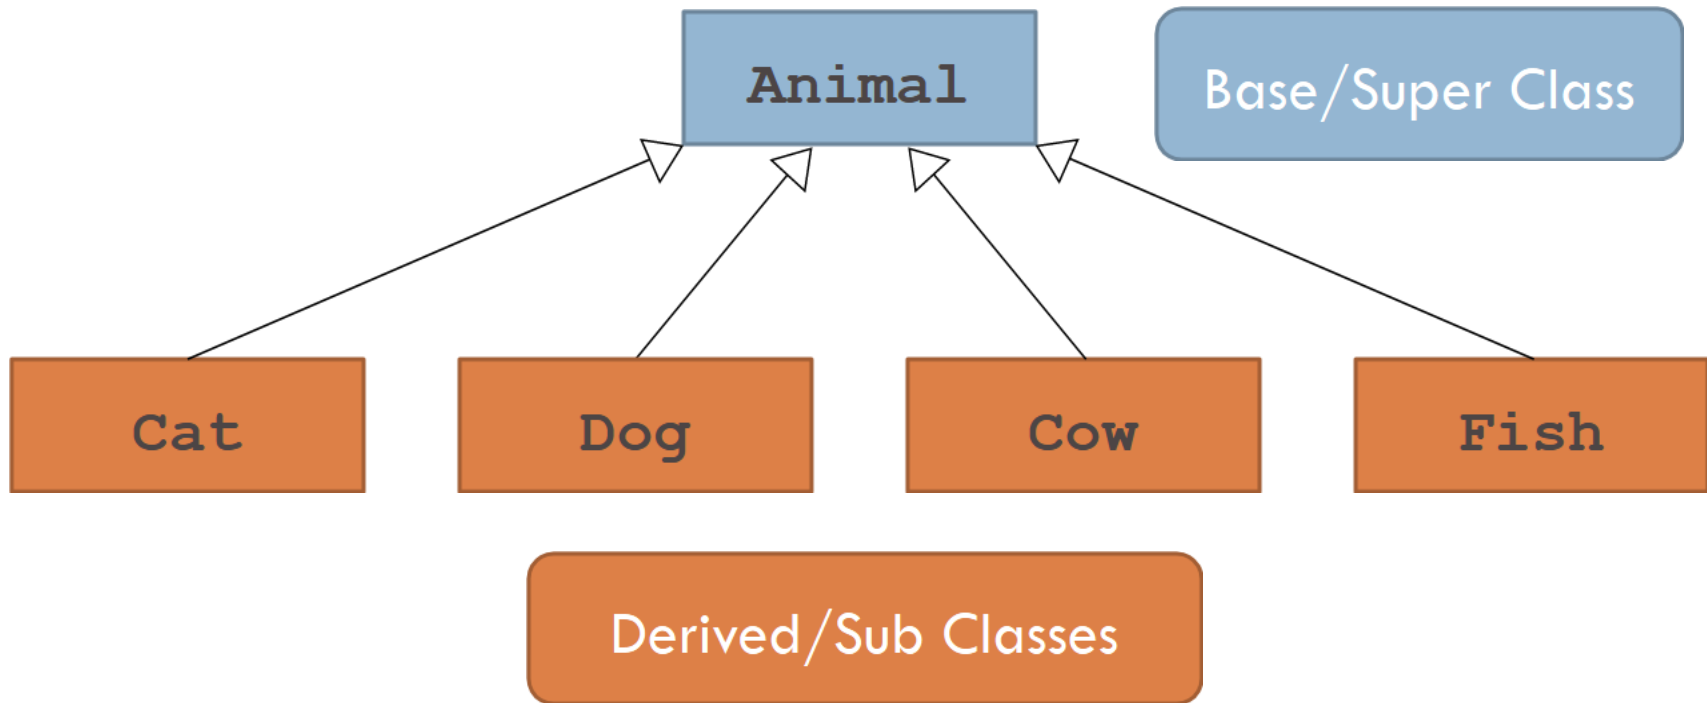 Animal
Base/Super Class
Cat
Dog
Cow
Fish
Derived/Sub Classes